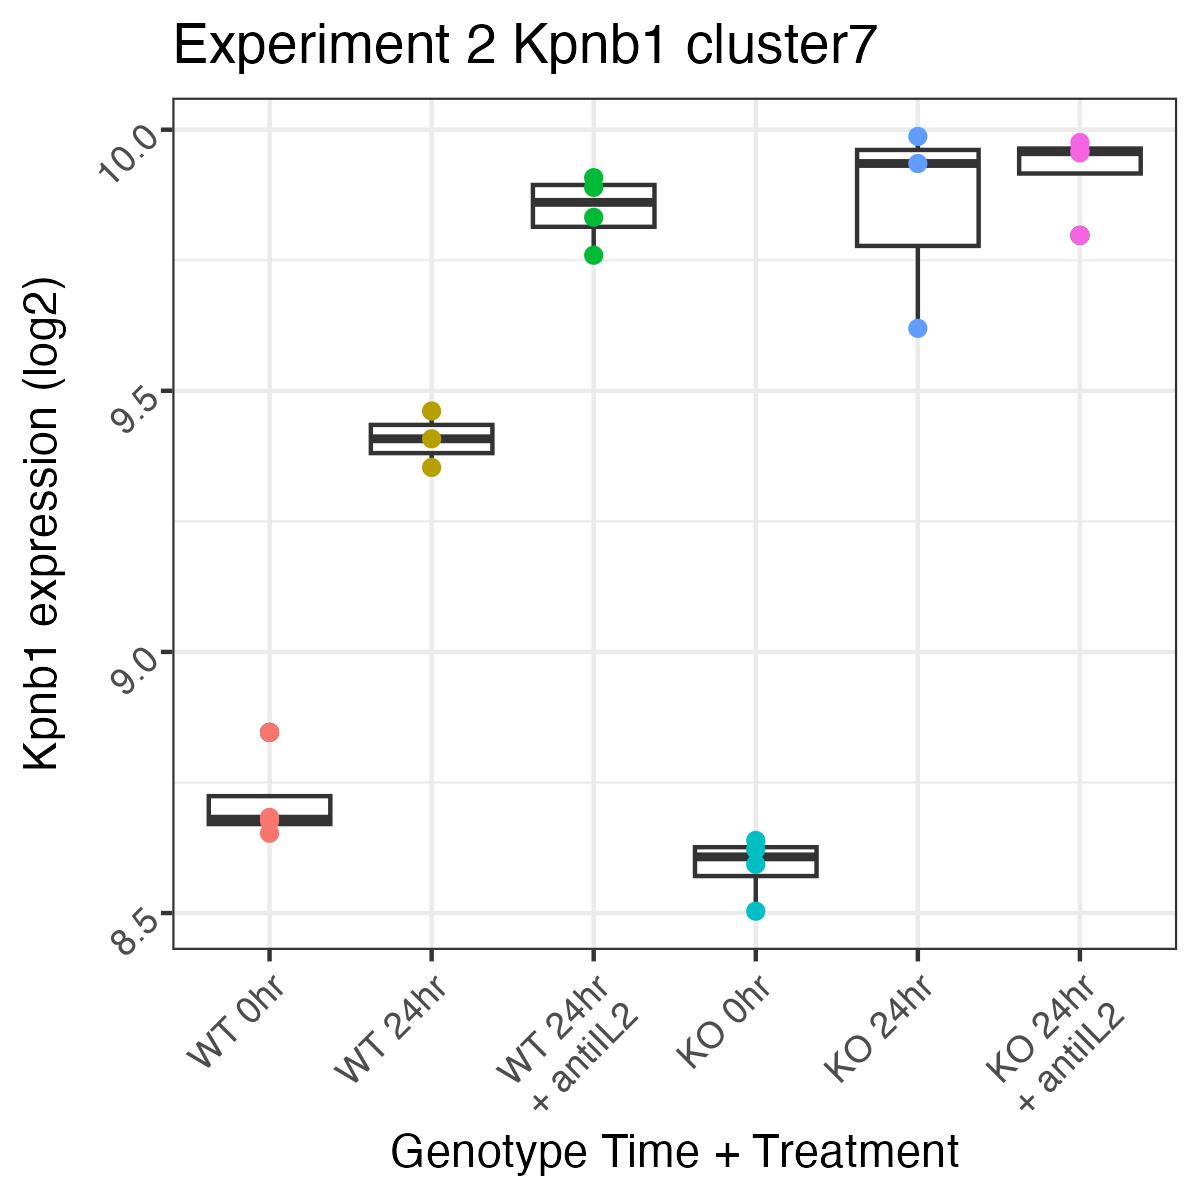 Experiment 2 Kpnb1 cluster7
Kpnb1 expression (log2)
10.0
9.5
9.0
8.5
WT 0hr
WT 24hr
WT 24hr
+ antiIL2
KO 0hr
KO 24hr
KO 24hr
+ antiIL2
Genotype Time + Treatment